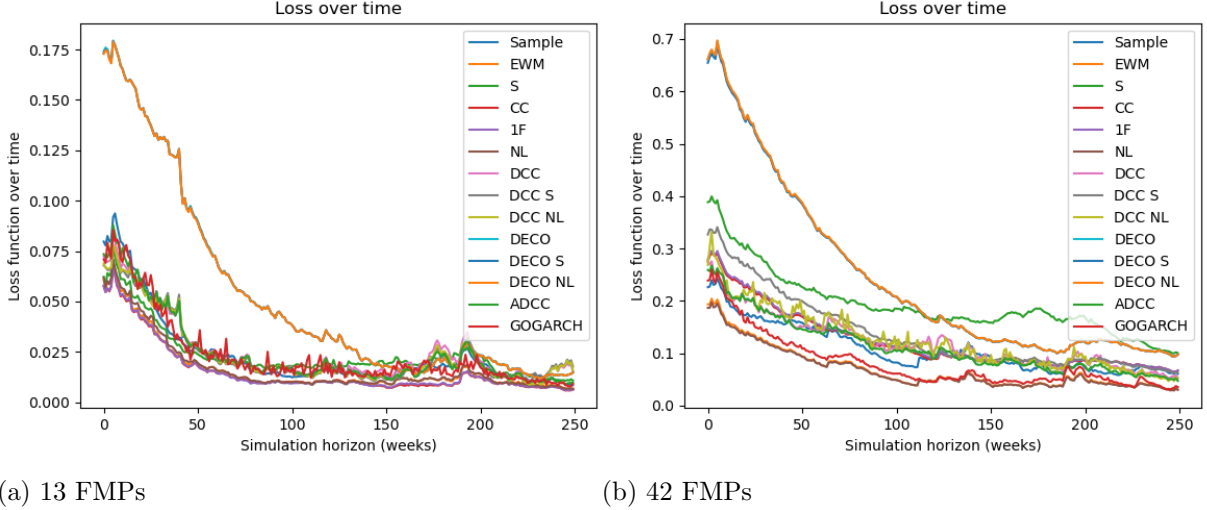 Loss over time
0.175
0.150
0.125
0.100
0.075
0.050
0.025
0.000
Loss function over time
0
50
100
150
200
250
Simulation horizon (weeks)
Sample
EWM
S
CC
1F
NL
DCC
DCC S
DCC NL
DECO
DECO S
DECO NL
ADCC
GOGARCH
(a) 13 FMPs
Loss over time
0.7
0.6
0.5
0.4
0.3
0.2
0.1
0.0
Loss function over time
0
50
100
150
200
250
Simulation horizon (weeks)
Sample
EWM
S
CC
1F
NL
DCC
DCC S
DCC NL
DECO
DECO S
DECO NL
ADCC
GOGARCH
(b) 42 FMPs